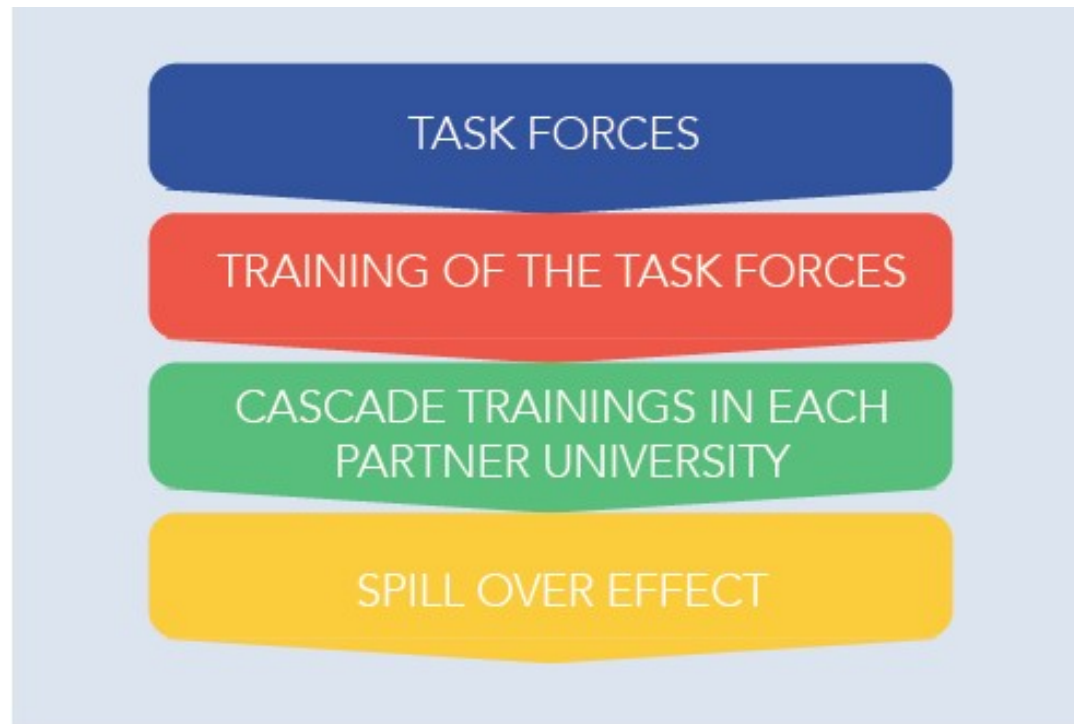 TASK FORCES
TRAINING OF THE TASK FORCES
CASCADE TRAININGS IN EACH
PARTNER UNIVERSITY
SPILL OVER EFFECT